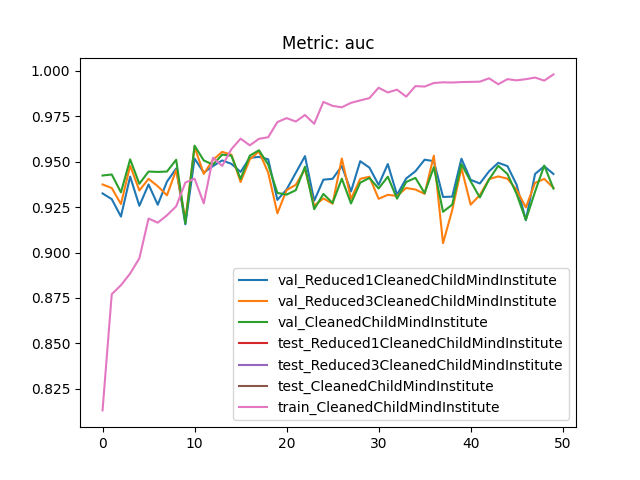 Metric: auc
1.000
0.975
0.950
0.925
0.900
0.875
0.850
0.825
val_Reduced1CleanedChildMindInstitute
val_Reduced3CleanedChildMindInstitute
val_CleanedChildMindInstitute
test_Reduced1CleanedChildMindInstitute
test_Reduced3CleanedChildMindInstitute
test_CleanedChildMindInstitute
train_CleanedChildMindInstitute
0 10 20 30 40 50